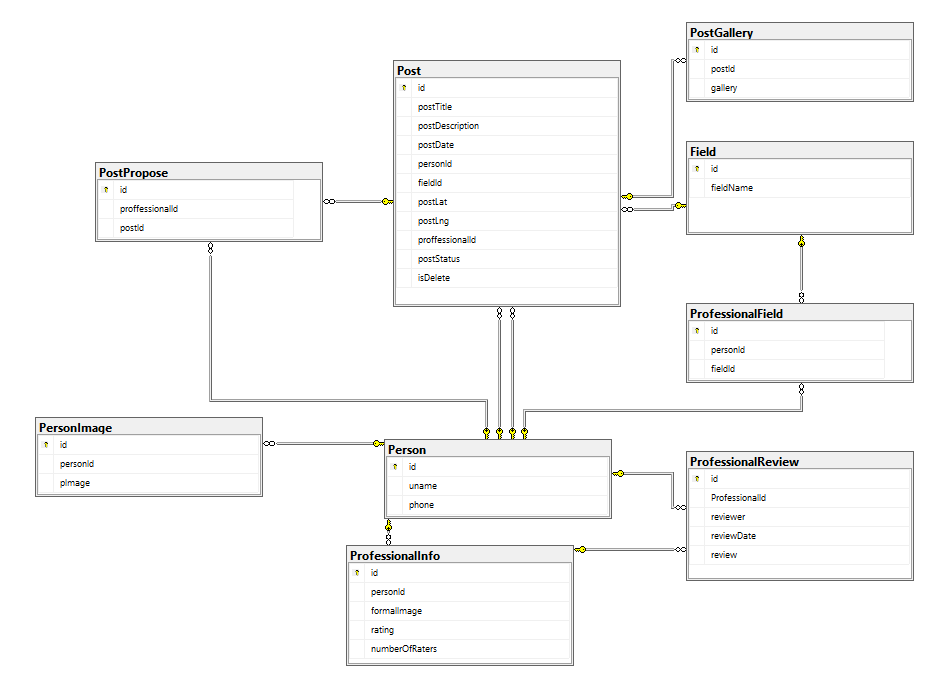 PostGallery
id
postId
gallery
Post
id
postTitle
postDescription
postDate
personId
fieldId
postLat
postLng
proffessionalId
postStatus
isDelete
Field
id
fieldName
PostPropose
id
proffessionalId
postId
ProfessionalField
id
personId
fieldId
PersonImage
id
personId
pImage
Person
id
uname
phone
ProfessionalReview
id
ProfessionalId
reviewer
reviewDate
review
ProfessionalInfo
id
personId
formalImage
rating
numberOfRaters